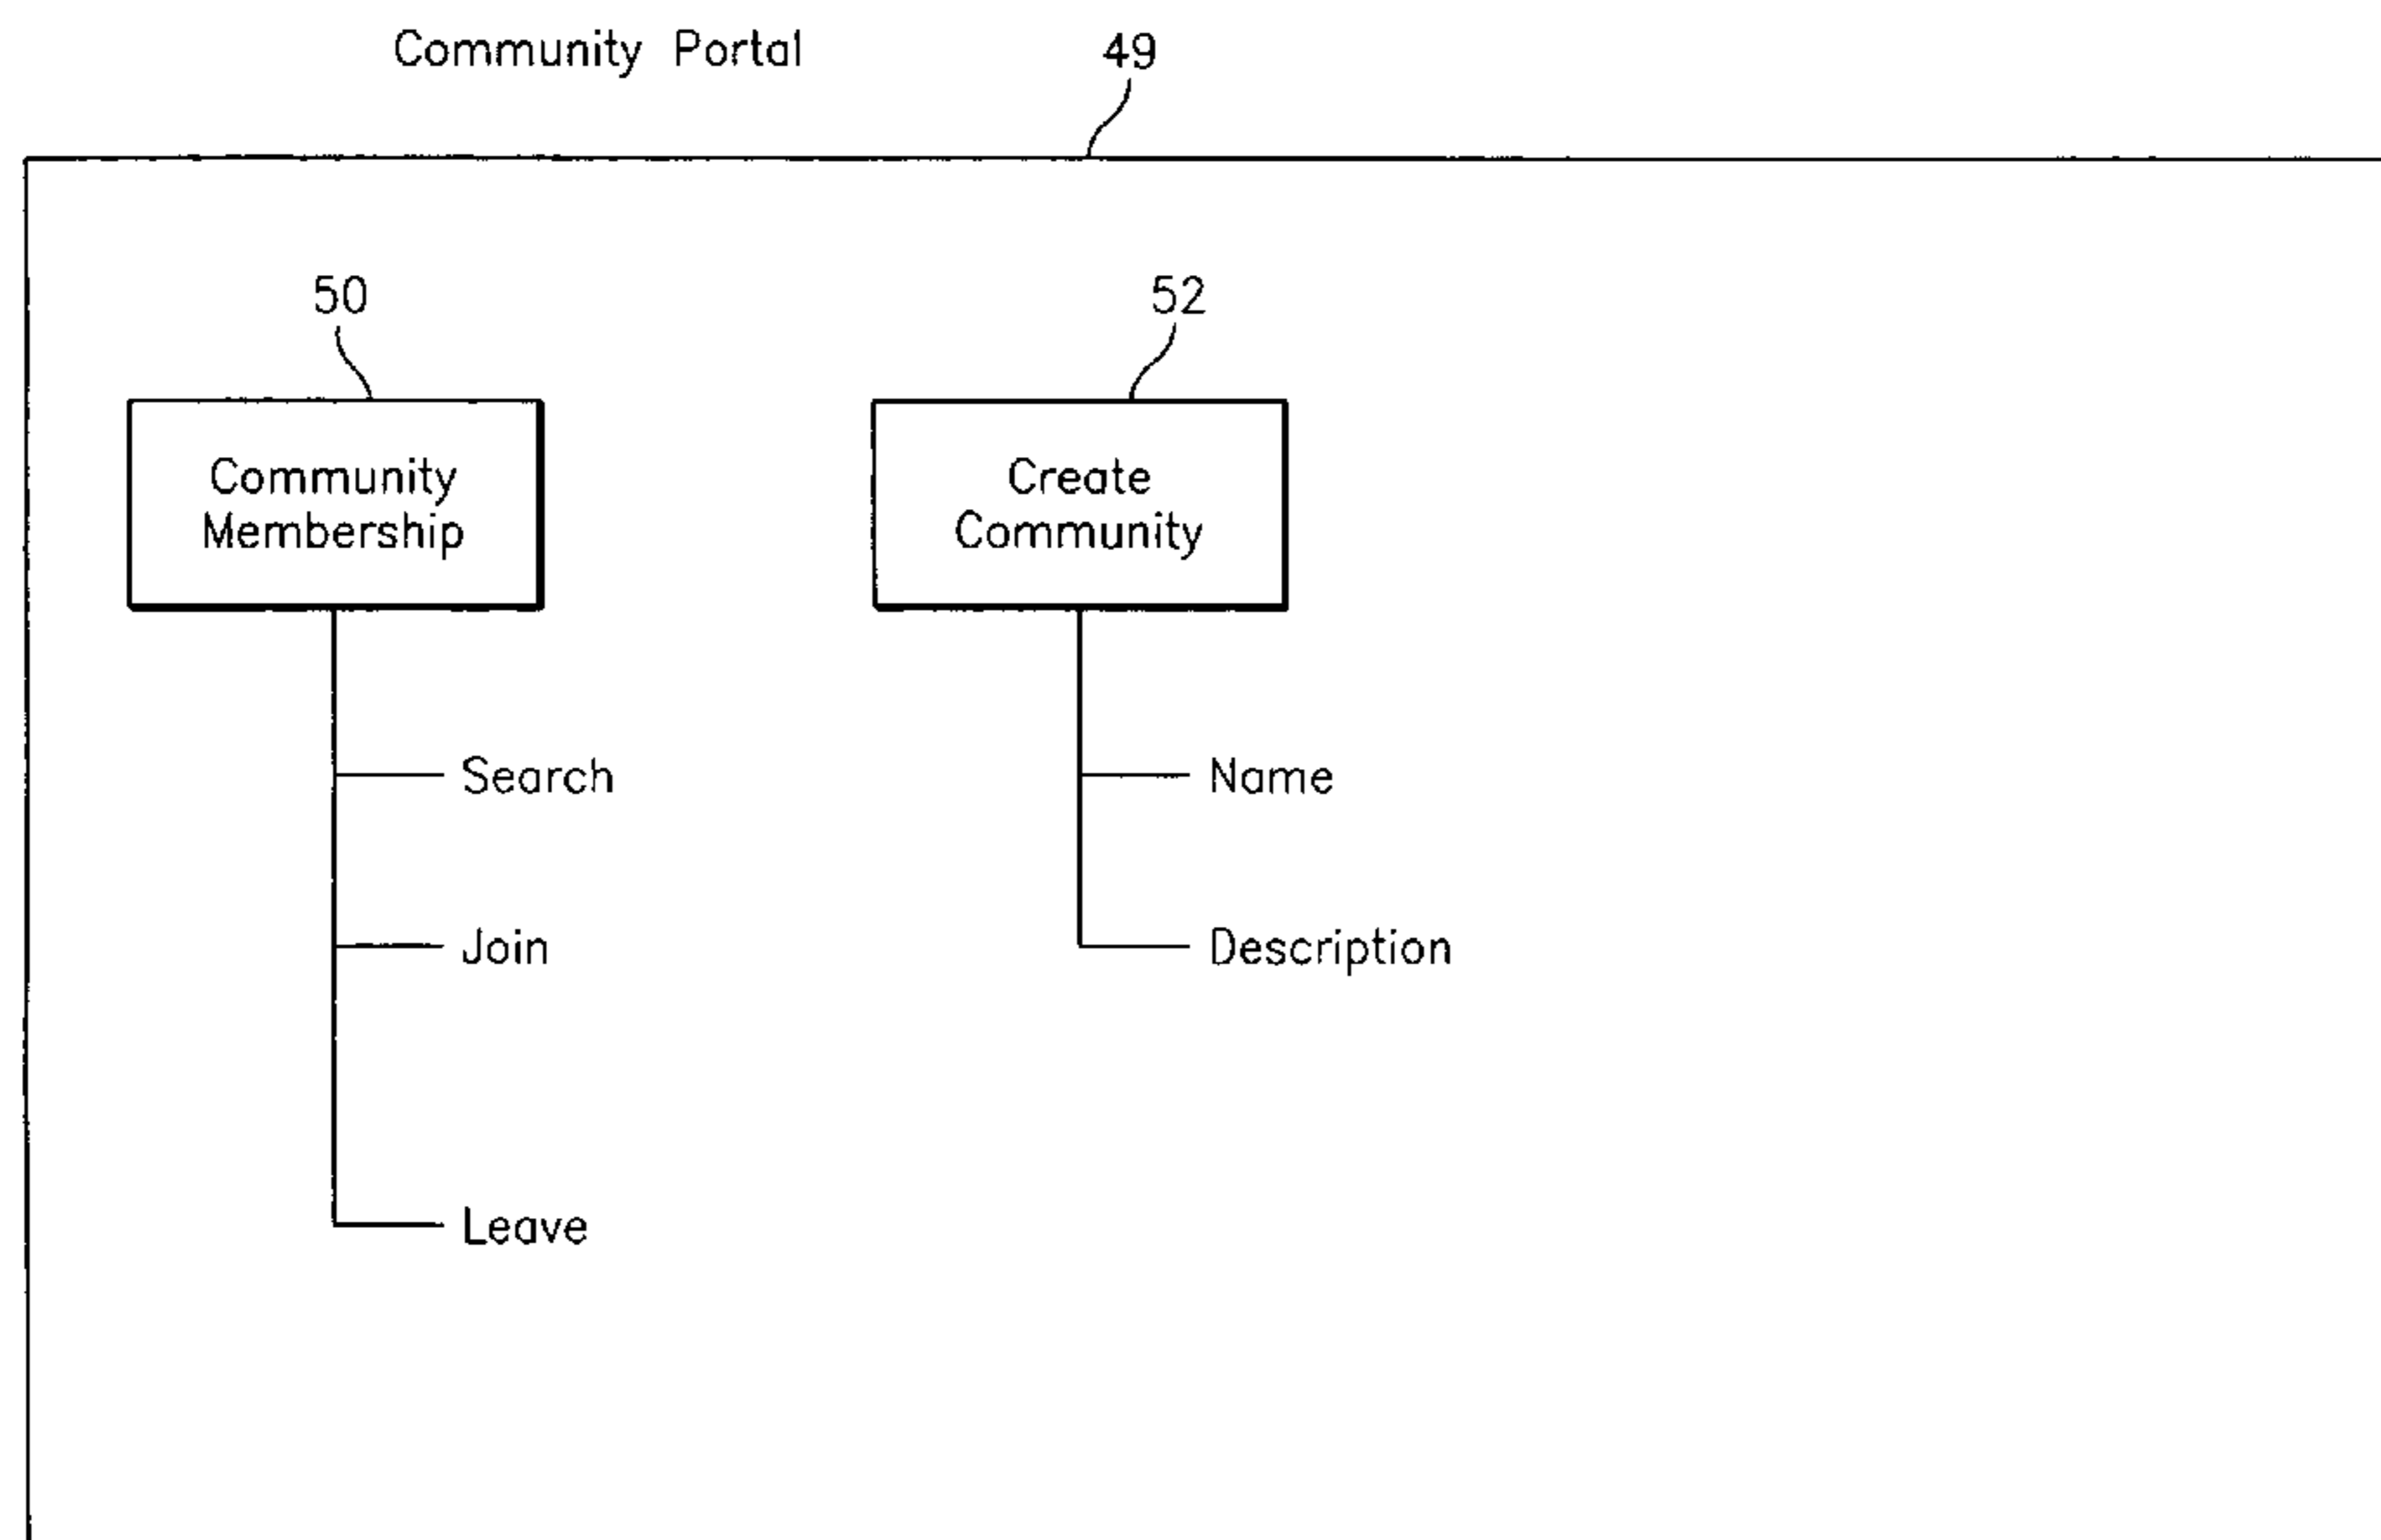 Community Portal
49
50
52
Community
Membership
Create
Community
Search
Name
Join
Description
Leave